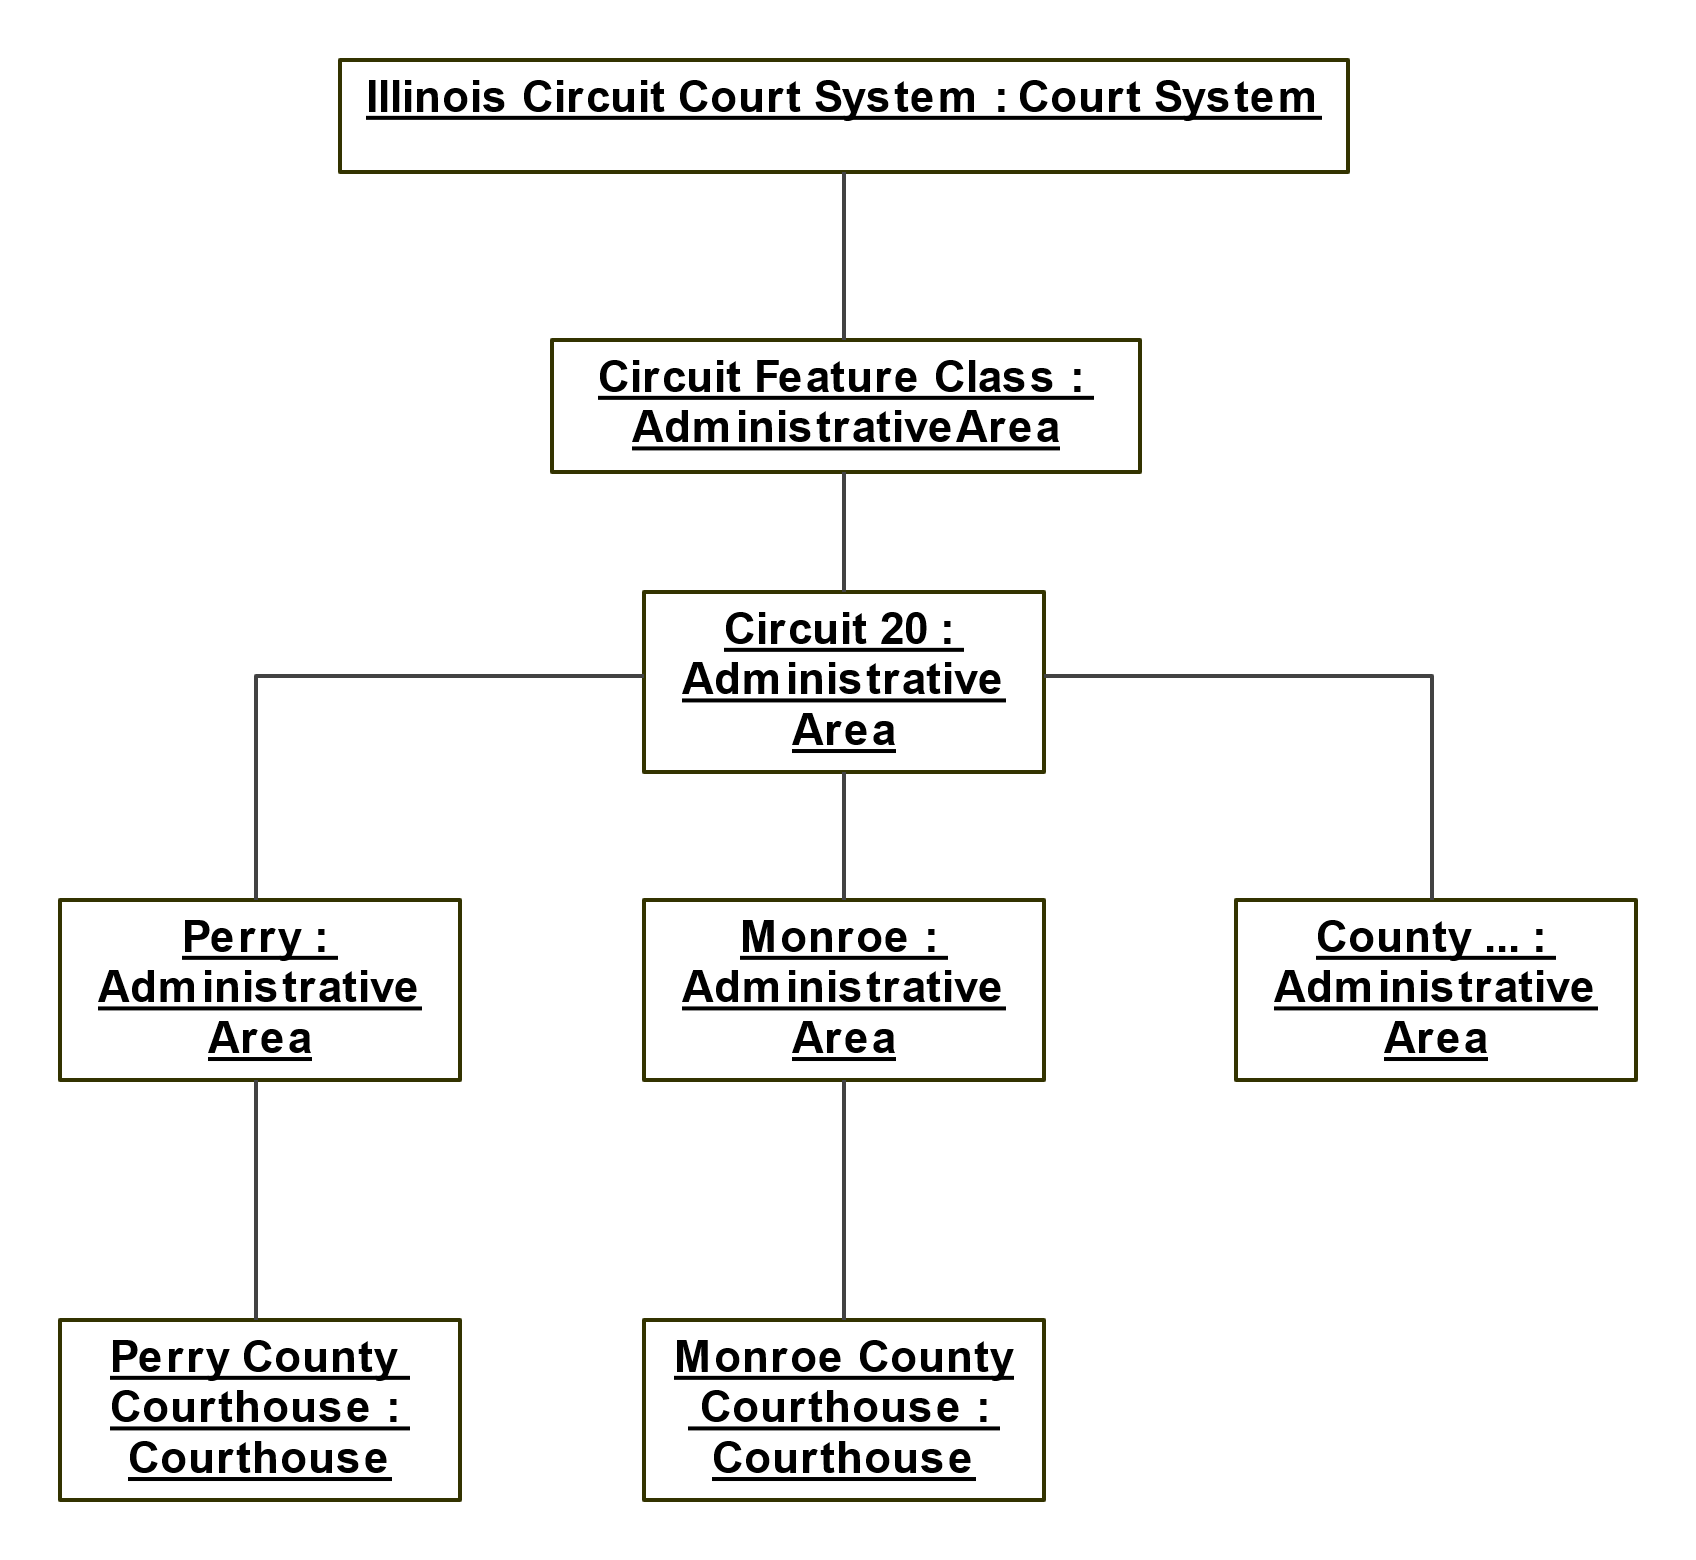 Illinois Circuit Court System : Court System
Circuit Feature Class :
AdministrativeArea
Circuit 20 :
Administrative
Area
Perry :
Administrative
Area
Monroe :
Administrative
Area
County ... :
Administrative
Area
Perry County
Courthouse :
Courthouse
Monroe County
Courthouse :
Courthouse